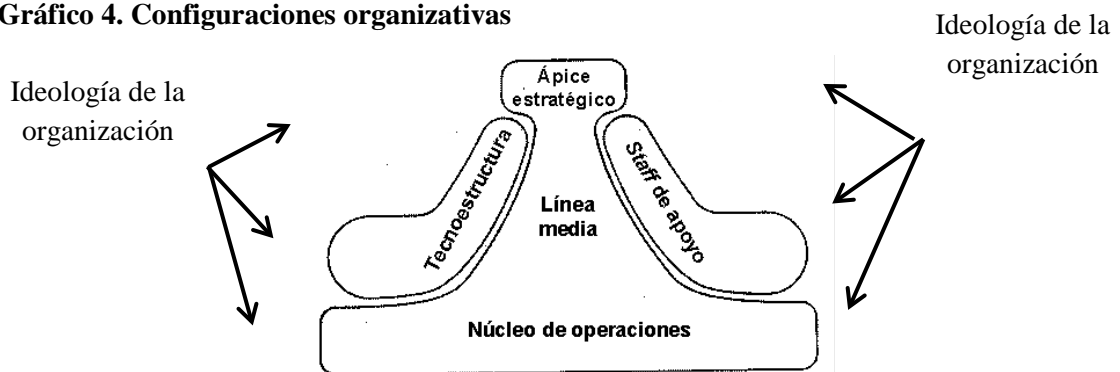 Gráfico 4. Configuraciones organizativas
Ideología de la
organización
Ideología de la
organización
Ápice
estratégico
Tecnoestructura
Staff de apoyo
Línea
media
Núcleo de operaciones